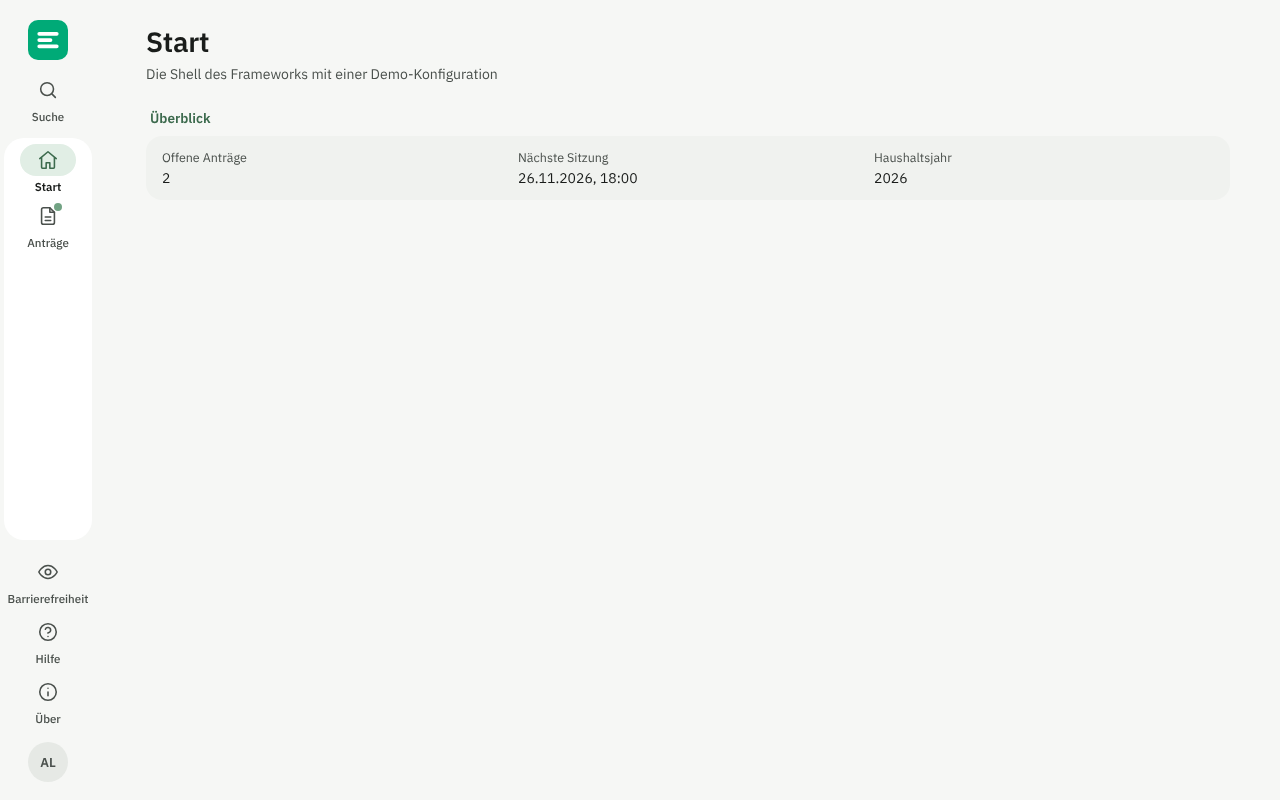 Suche
Start
Anträge
Barrierefreiheit
Hilfe
Über
AL
Start
Die Shell des Frameworks mit einer Demo-Konfiguration
Überblick
Offene Anträge
2
Nächste Sitzung
26.11.2026, 18:00
Haushaltsjahr
2026